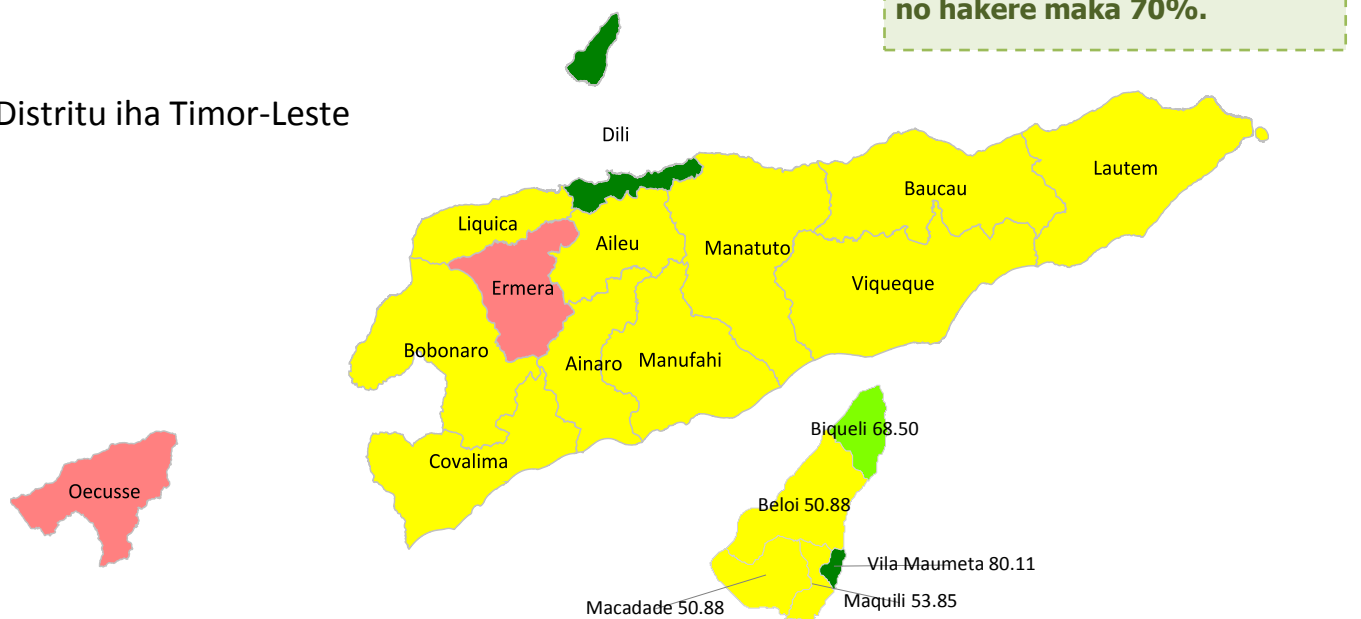 no hakere maka 70%.
Distritu iha Timor-Leste
Dili
Lautem
Baucau
Liquica
Aileu
Manatuto
Viqueque
Ermera
Bobonaro
Ainaro
Manufahi
Biqueli 68.50
Covalima
Oecusse
Beloi 50.88
Vila Maumeta 80.11
Maquili 53.85
Macadade 50.88